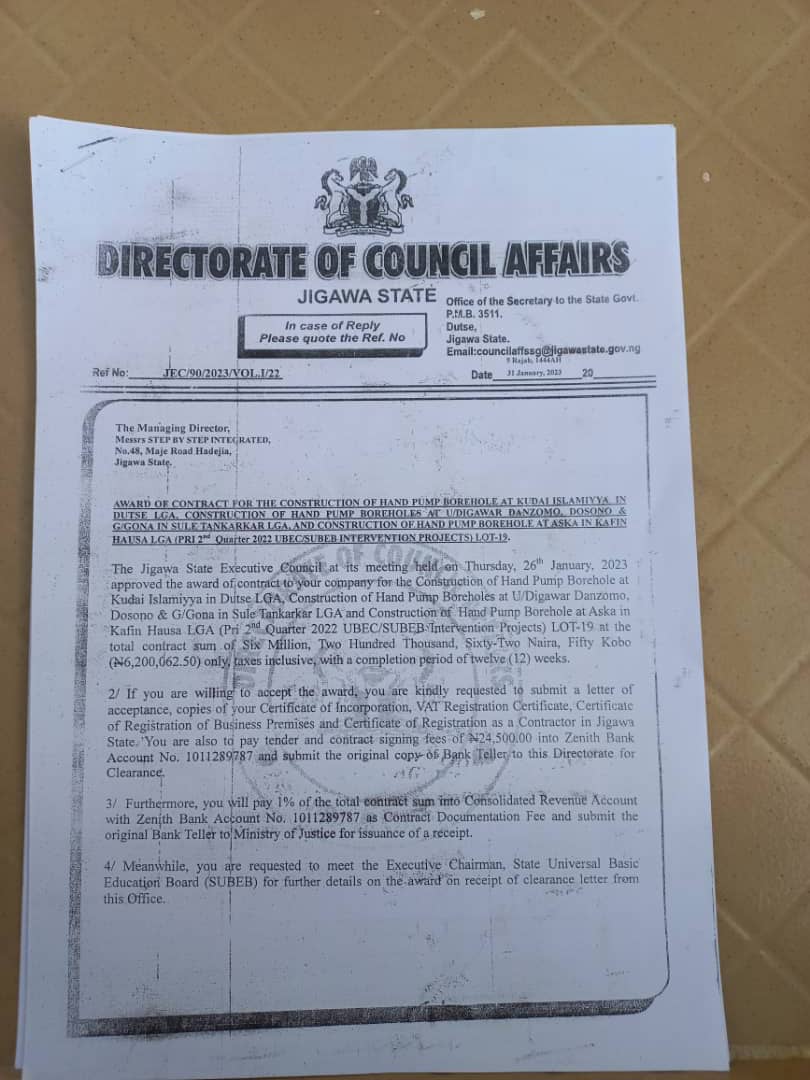 DIRECTORATE OF COUNCIL AFFAIRS
JIGAWA STATE
Office of the Secretary to the State Govt.
P.M.B. 3511,
Dutse,
Jigawa State.
Email:councilaffssg@jigawastate.gov.ng
In case of Reply
Please quote the Ref. No
9 Rajab, 1444AH
Ref No: JEC/90/2023/VOL.I/22
Date 31 January, 2023 20
The Managing Director,
Messrs STEP BY STEP INTEGRATED,
No.48, Maje Road Hadejia,
Jigawa State.
AWARD OF CONTRACT FOR THE CONSTRUCTION OF HAND PUMP BOREHOLE AT KUDAI ISLAMIYYA IN
DUTSE LGA, CONSTRUCTION OF HAND PUMP BOREHOLES AT U/DIGAWAR DANZOMO, DOSONO &
G/GONA IN SULE TANKARKAR LGA, AND CONSTRUCTION OF HAND PUMP BOREHOLE AT ASKA IN KAFIN
HAUSA LGA (PRI 2nd Quarter 2022 UBEC/SUBEB INTERVENTION PROJECTS) LOT-19.
The Jigawa State Executive Council at its meeting held on Thursday, 26th January, 2023
approved the award of contract to your company for the Construction of Hand Pump Borehole at
Kudai Islamiyya in Dutse LGA, Construction of Hand Pump Boreholes at U/Digawar Danzomo,
Dosono & G/Gona in Sule Tankarkar LGA and Construction of Hand Pump Borehole at Aska in
Kafin Hausa LGA (Pri 2nd Quarter 2022 UBEC/SUBEB Intervention Projects) LOT-19 at the
total contract sum of Six Million, Two Hundred Thousand, Sixty-Two Naira, Fifty Kobo
(₦6,200,062.50) only, taxes inclusive, with a completion period of twelve (12) weeks.
2/ If you are willing to accept the award, you are kindly requested to submit a letter of
acceptance, copies of your Certificate of Incorporation, VAT Registration Certificate, Certificate
of Registration of Business Premises and Certificate of Registration as a Contractor in Jigawa
State. You are also to pay tender and contract signing fees of ₦24,500.00 into Zenith Bank
Account No. 1011289787 and submit the original copy of Bank Teller to this Directorate for
Clearance.
3/ Furthermore, you will pay 1% of the total contract sum into Consolidated Revenue Account
with Zenith Bank Account No. 1011289787 as Contract Documentation Fee and submit the
original Bank Teller to Ministry of Justice for issuance of a receipt.
4/ Meanwhile, you are requested to meet the Executive Chairman, State Universal Basic
Education Board (SUBEB) for further details on the award on receipt of clearance letter from
this Office.